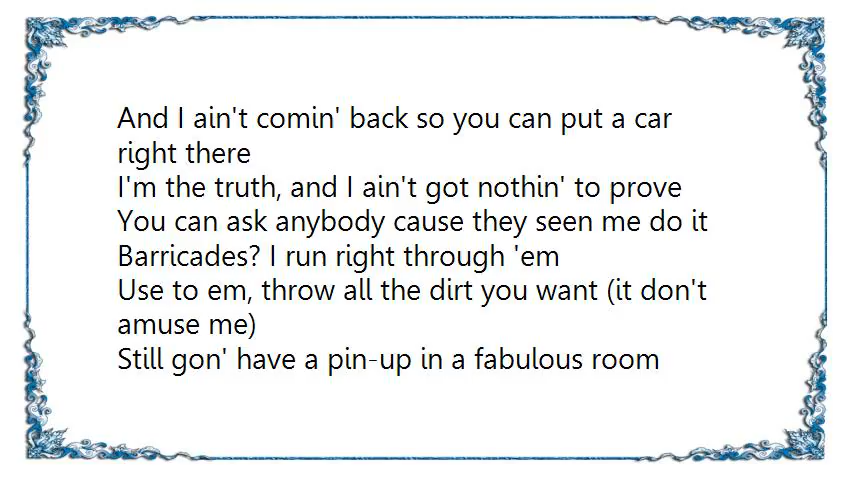 And I ain't comin' back so you can put a car
right there
I'm the truth, and I ain't got nothin' to prove
You can ask anybody cause they seen me do it
Barricades? I run right through 'em
Use to em, throw all the dirt you want (it don't
amuse me)
Still gon' have a pin-up in a fabulous room